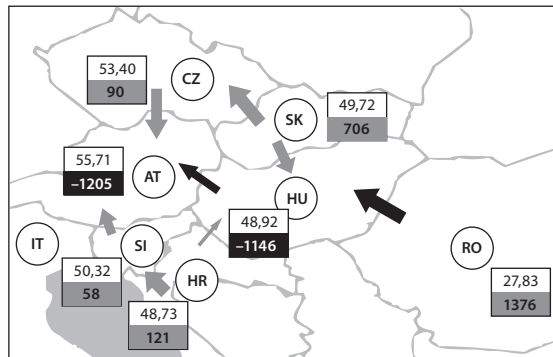 53,40
90
CZ
SK
49,72
706
55,71
–1205
AT
HU
48,92
–1146
IT
SI
50,32
58
HR
48,73
121
RO
27,83
1376